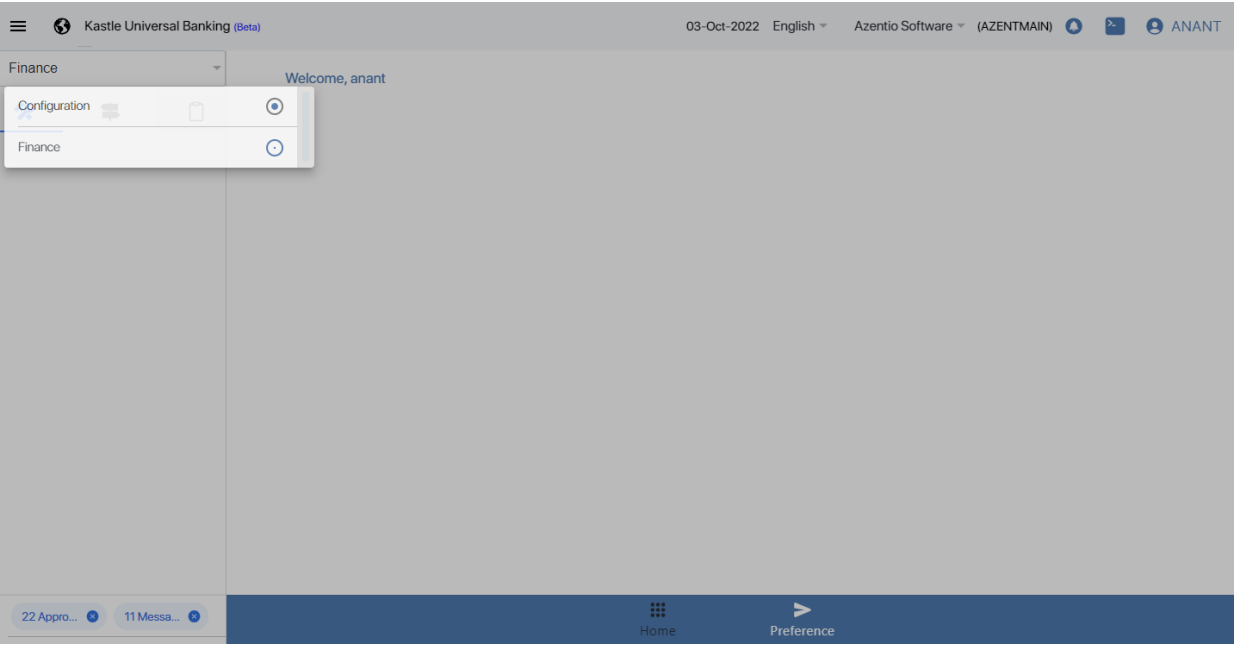 Kastle Universal Banking (Beta) 03-Oct-2022 English Azentio Software (AZENTMAIN) ANANT
Finance
Welcome, anant
Configuration
Finance
22 Appro... 11 Messa...
Home Preference